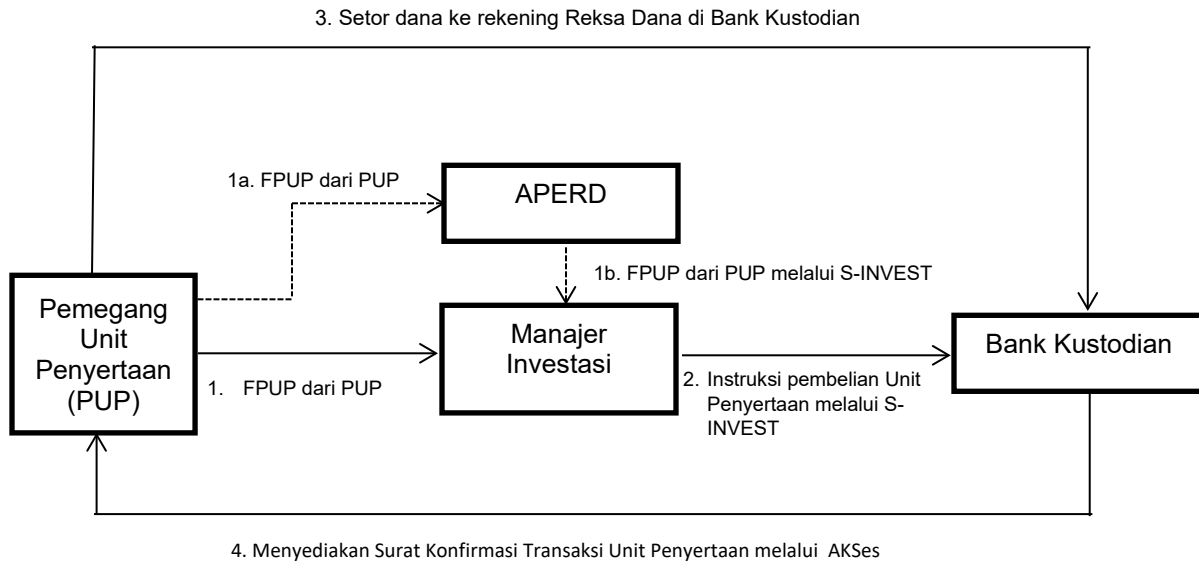 3. Setor dana ke rekening Reksa Dana di Bank Kustodian
1a. FPUP dari PUP
APERD
1b. FPUP dari PUP melalui S-INVEST
Pemegang
Unit
Penyertaan
(PUP)
Manajer
Investasi
Bank Kustodian
1. FPUP dari PUP
2. Instruksi pembelian Unit
Penyertaan melalui S-
INVEST
4. Menyediakan Surat Konfirmasi Transaksi Unit Penyertaan melalui AKSes